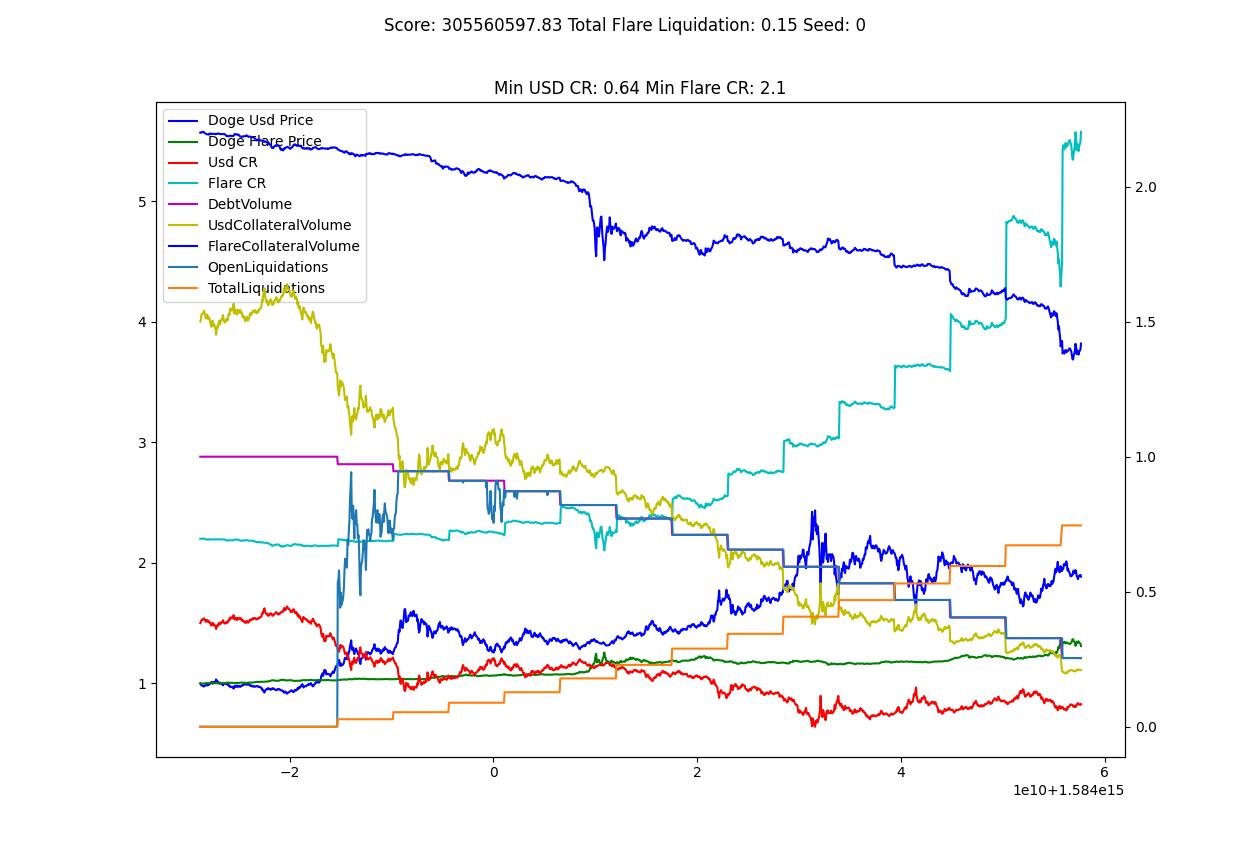 Score: 305560597.83 Total Flare Liquidation: 0.15 Seed: 0
Min USD CR: 0.64 Min Flare CR: 2.1
Doge Usd Price
Doge Flare Price
Usd CR
Flare CR
DebtVolume
UsdCollateralVolume
FlareCollateralVolume
OpenLiquidations
TotalLiquidations
5
4
3
2
1
2.0
1.5
1.0
0.5
0.0
−2
0
2
4
6
1e10+1.584e15